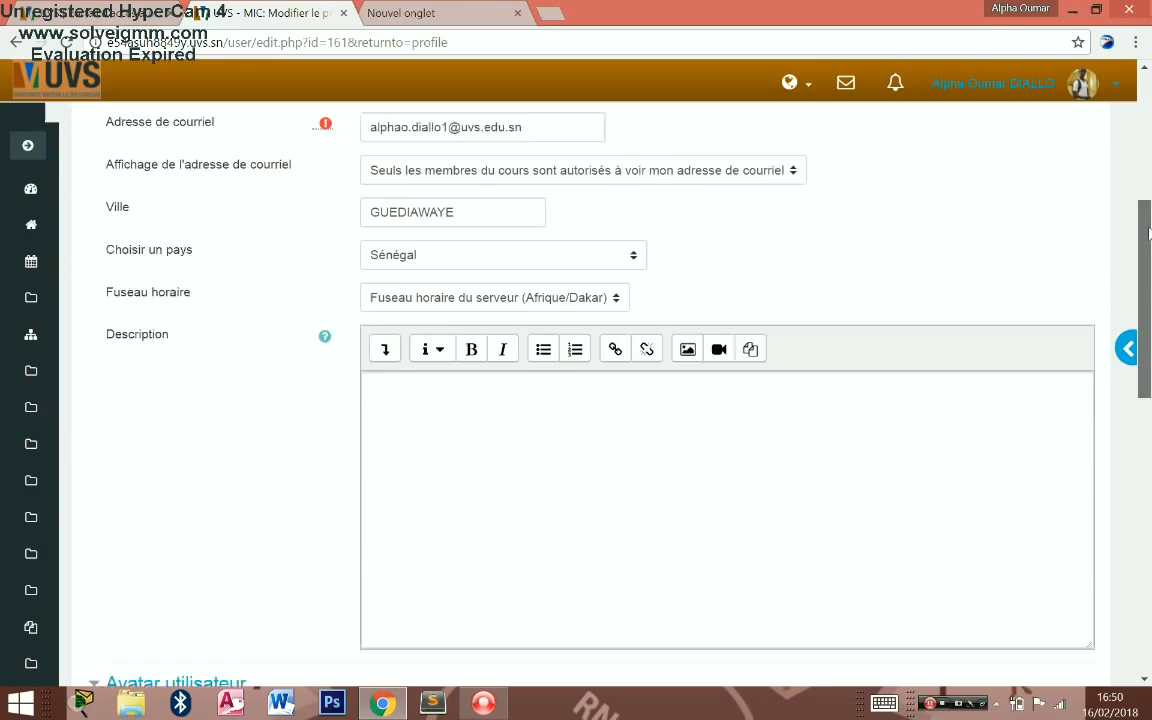 Unregistered HyperCam 4
www.solveigmm.com
Evaluation Expired
UVS - MIC: Modifier le pr
Nouvel onglet
Alpha Oumar
e54asuh8849y.uvs.sn/user/edit.php?id=161&returnto=profile
UVS
Alpha Oumar DIALLO
Adresse de courriel
alphao.diallo1@uvs.edu.sn
Affichage de l'adresse de courriel
Seuls les membres du cours sont autorisés à voir mon adresse de courriel
Ville
GUEDIAWAYE
Choisir un pays
Sénégal
Fuseau horaire
Fuseau horaire du serveur (Afrique/Dakar)
Description
B I
Avatar utilisateur
Ps
RN
16:50
16/02/2018